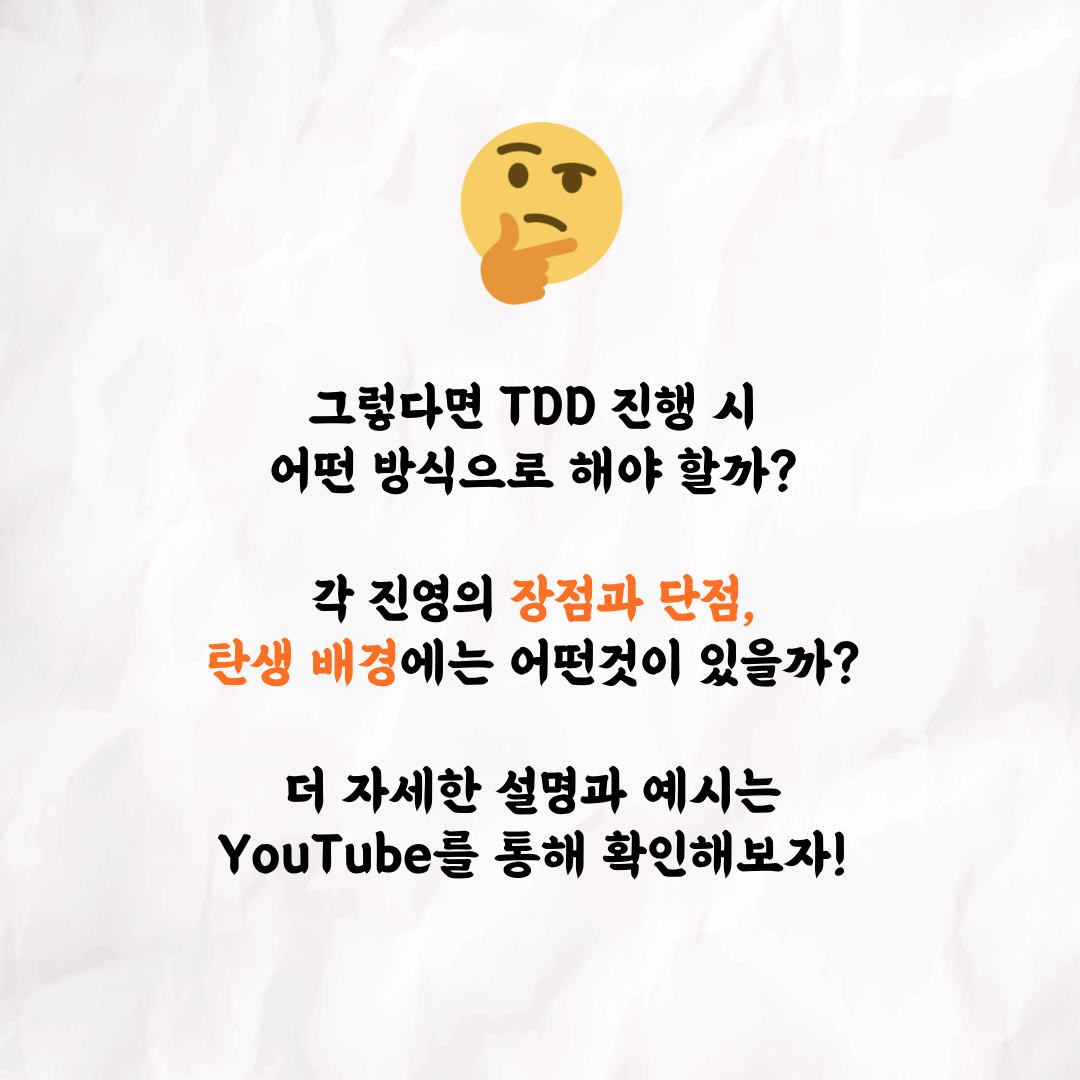 그렇다면 TDD 진행 시
어떤 방식으로 해야 할까?
각 진영의 장점과 단점,
탄생 배경에는 어떤것이 있을까?
더 자세한 설명과 예시는
YouTube를 통해 확인해보자!